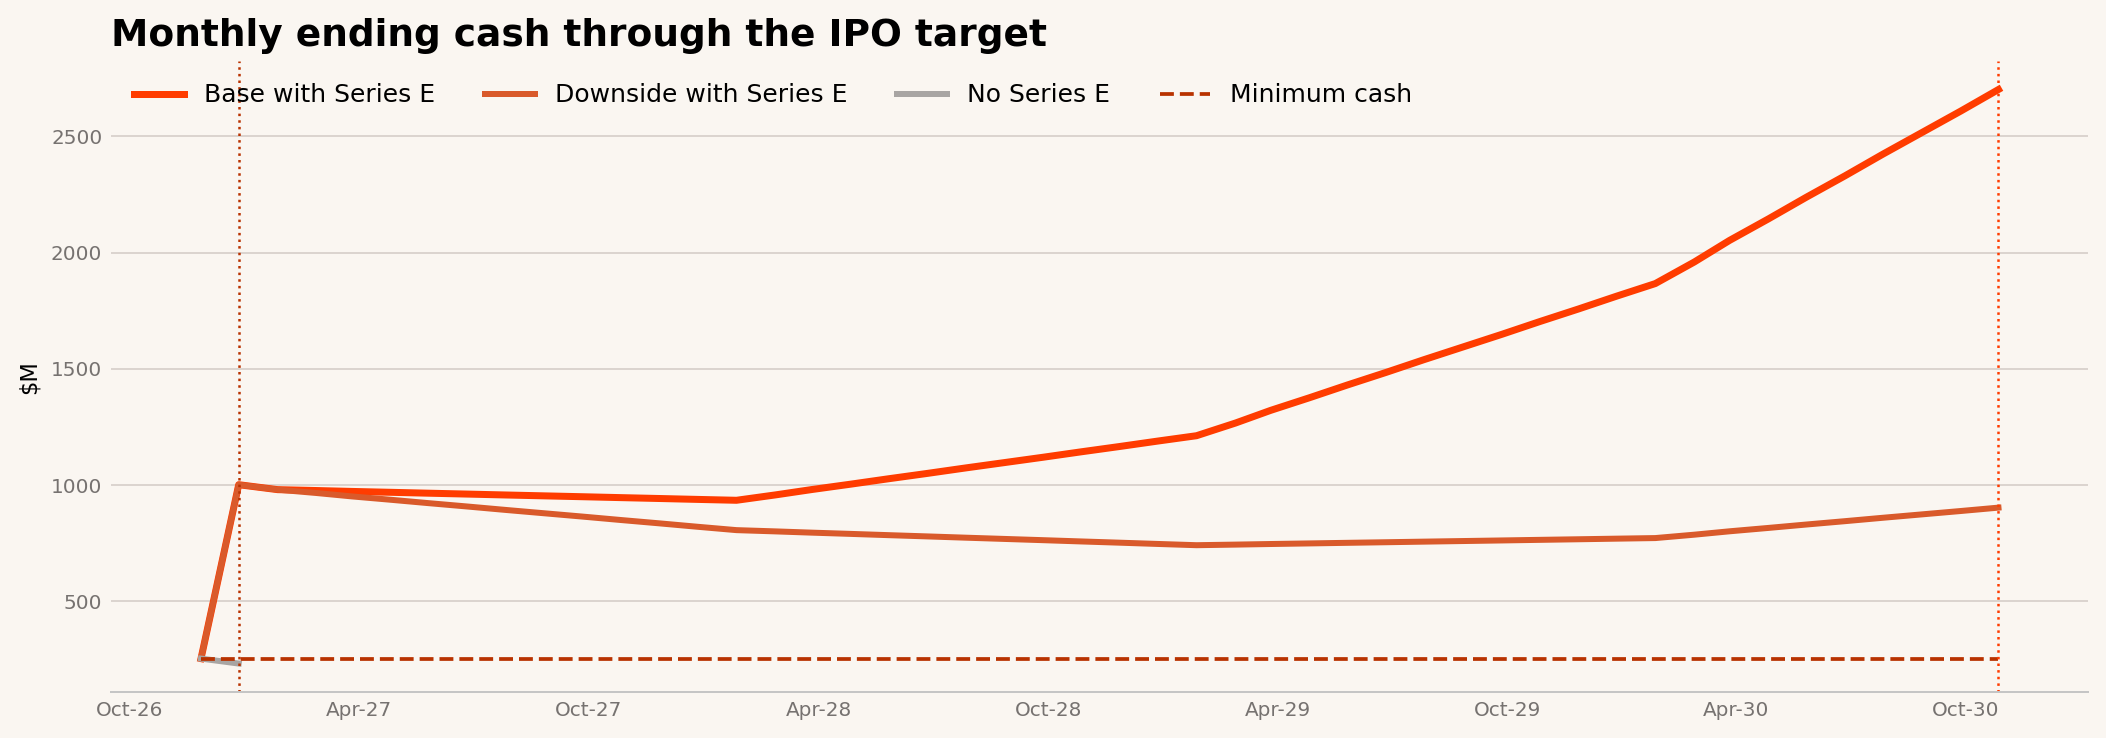 Monthly ending cash through the IPO target
Base with Series E Downside with Series E No Series E Minimum cash
2500
2000
1500
1000
500
$M
Oct-26 Apr-27 Oct-27 Apr-28 Oct-28 Apr-29 Oct-29 Apr-30 Oct-30